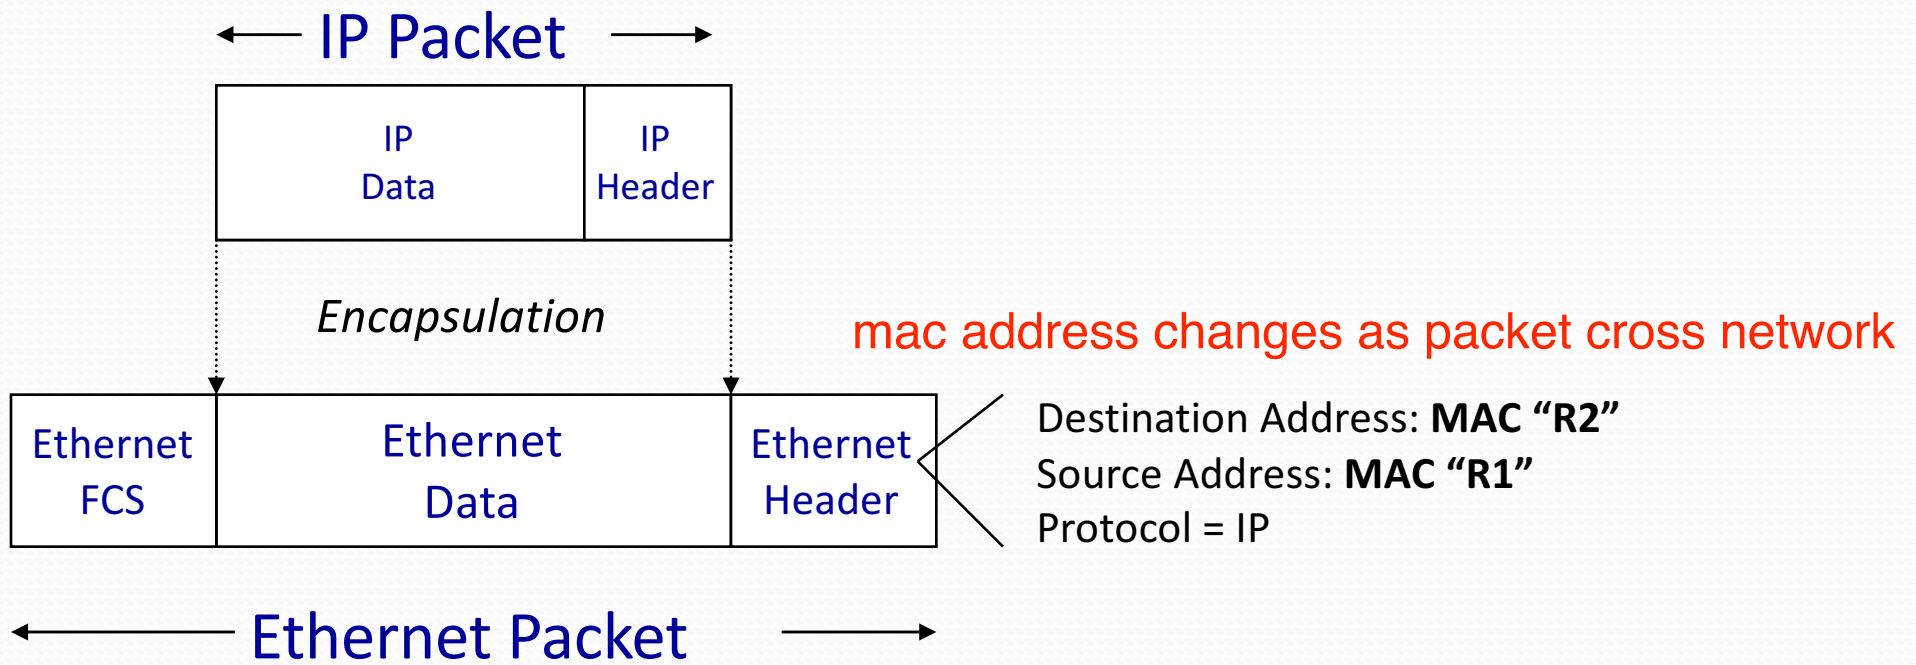 IP Packet
IP
Data
IP
Header
Encapsulation
mac address changes as packet cross network
Ethernet
FCS
Ethernet
Data
Ethernet
Header
Destination Address: MAC “R2”
Source Address: MAC “R1”
Protocol = IP
Ethernet Packet